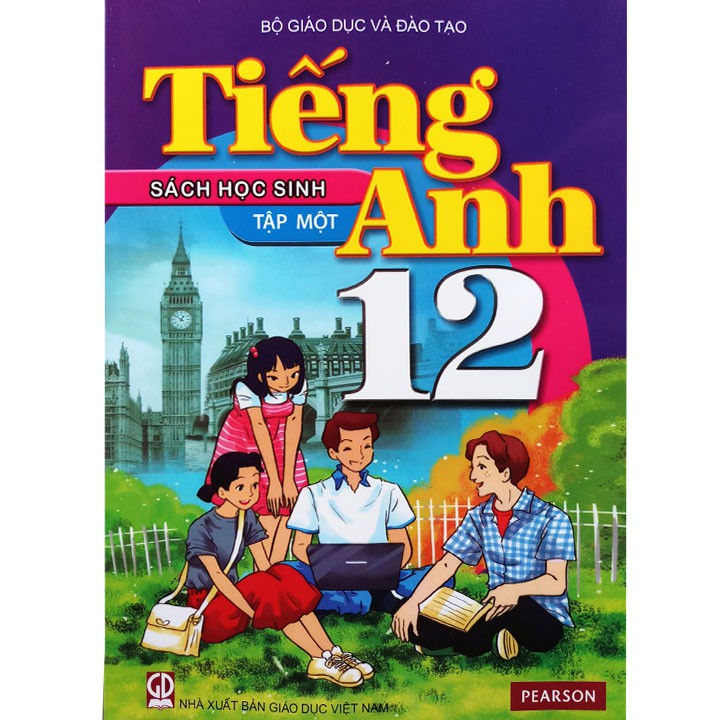 BỘ GIÁO DỤC VÀ ĐÀO TẠO
Tiếng
Anh
SÁCH HỌC SINH
TẬP MỘT
12
GD
NHÀ XUẤT BẢN GIÁO DỤC VIỆT NAM
PEARSON